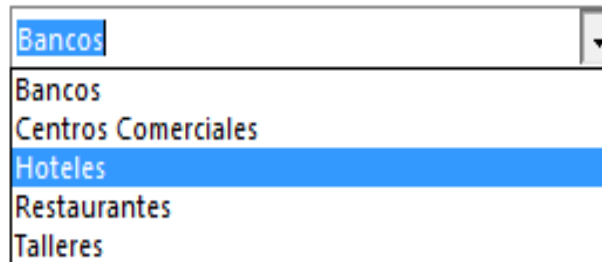 Bancos
Bancos
Centros Comerciales
Hoteles
Restaurantes
Talleres